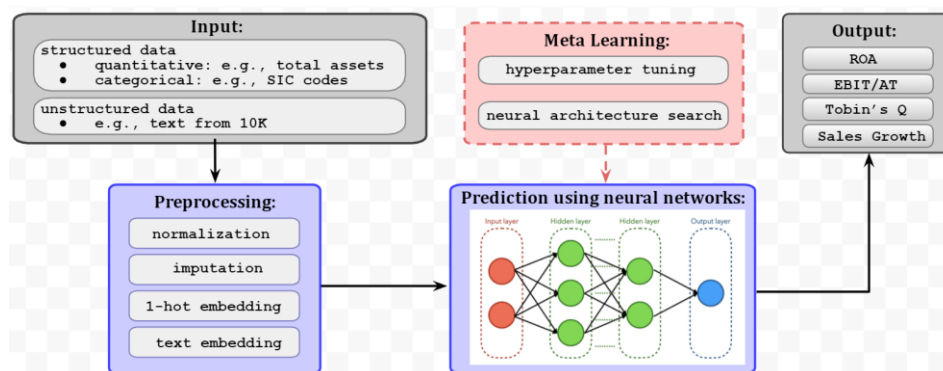 Input:
structured data
● quantitative: e.g., total assets
● categorical: e.g., SIC codes
unstructured data
● e.g., text from 10K
Meta Learning:
hyperparameter tuning
neural architecture search
Output:
ROA
EBIT/AT
Tobin's Q
Sales Growth
Preprocessing:
normalization
imputation
1-hot embedding
text embedding
Prediction using neural networks:
Input layer
Hidden layer
Hidden layer
Output layer